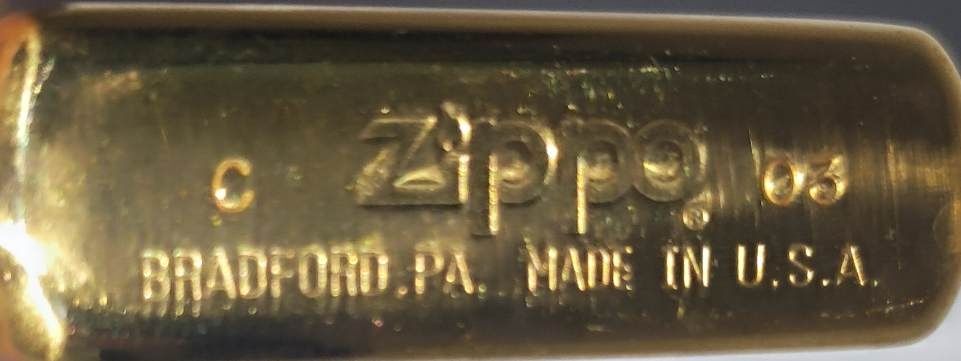 C Zippo® 03
BRADFORD, PA. MADE IN U.S.A.